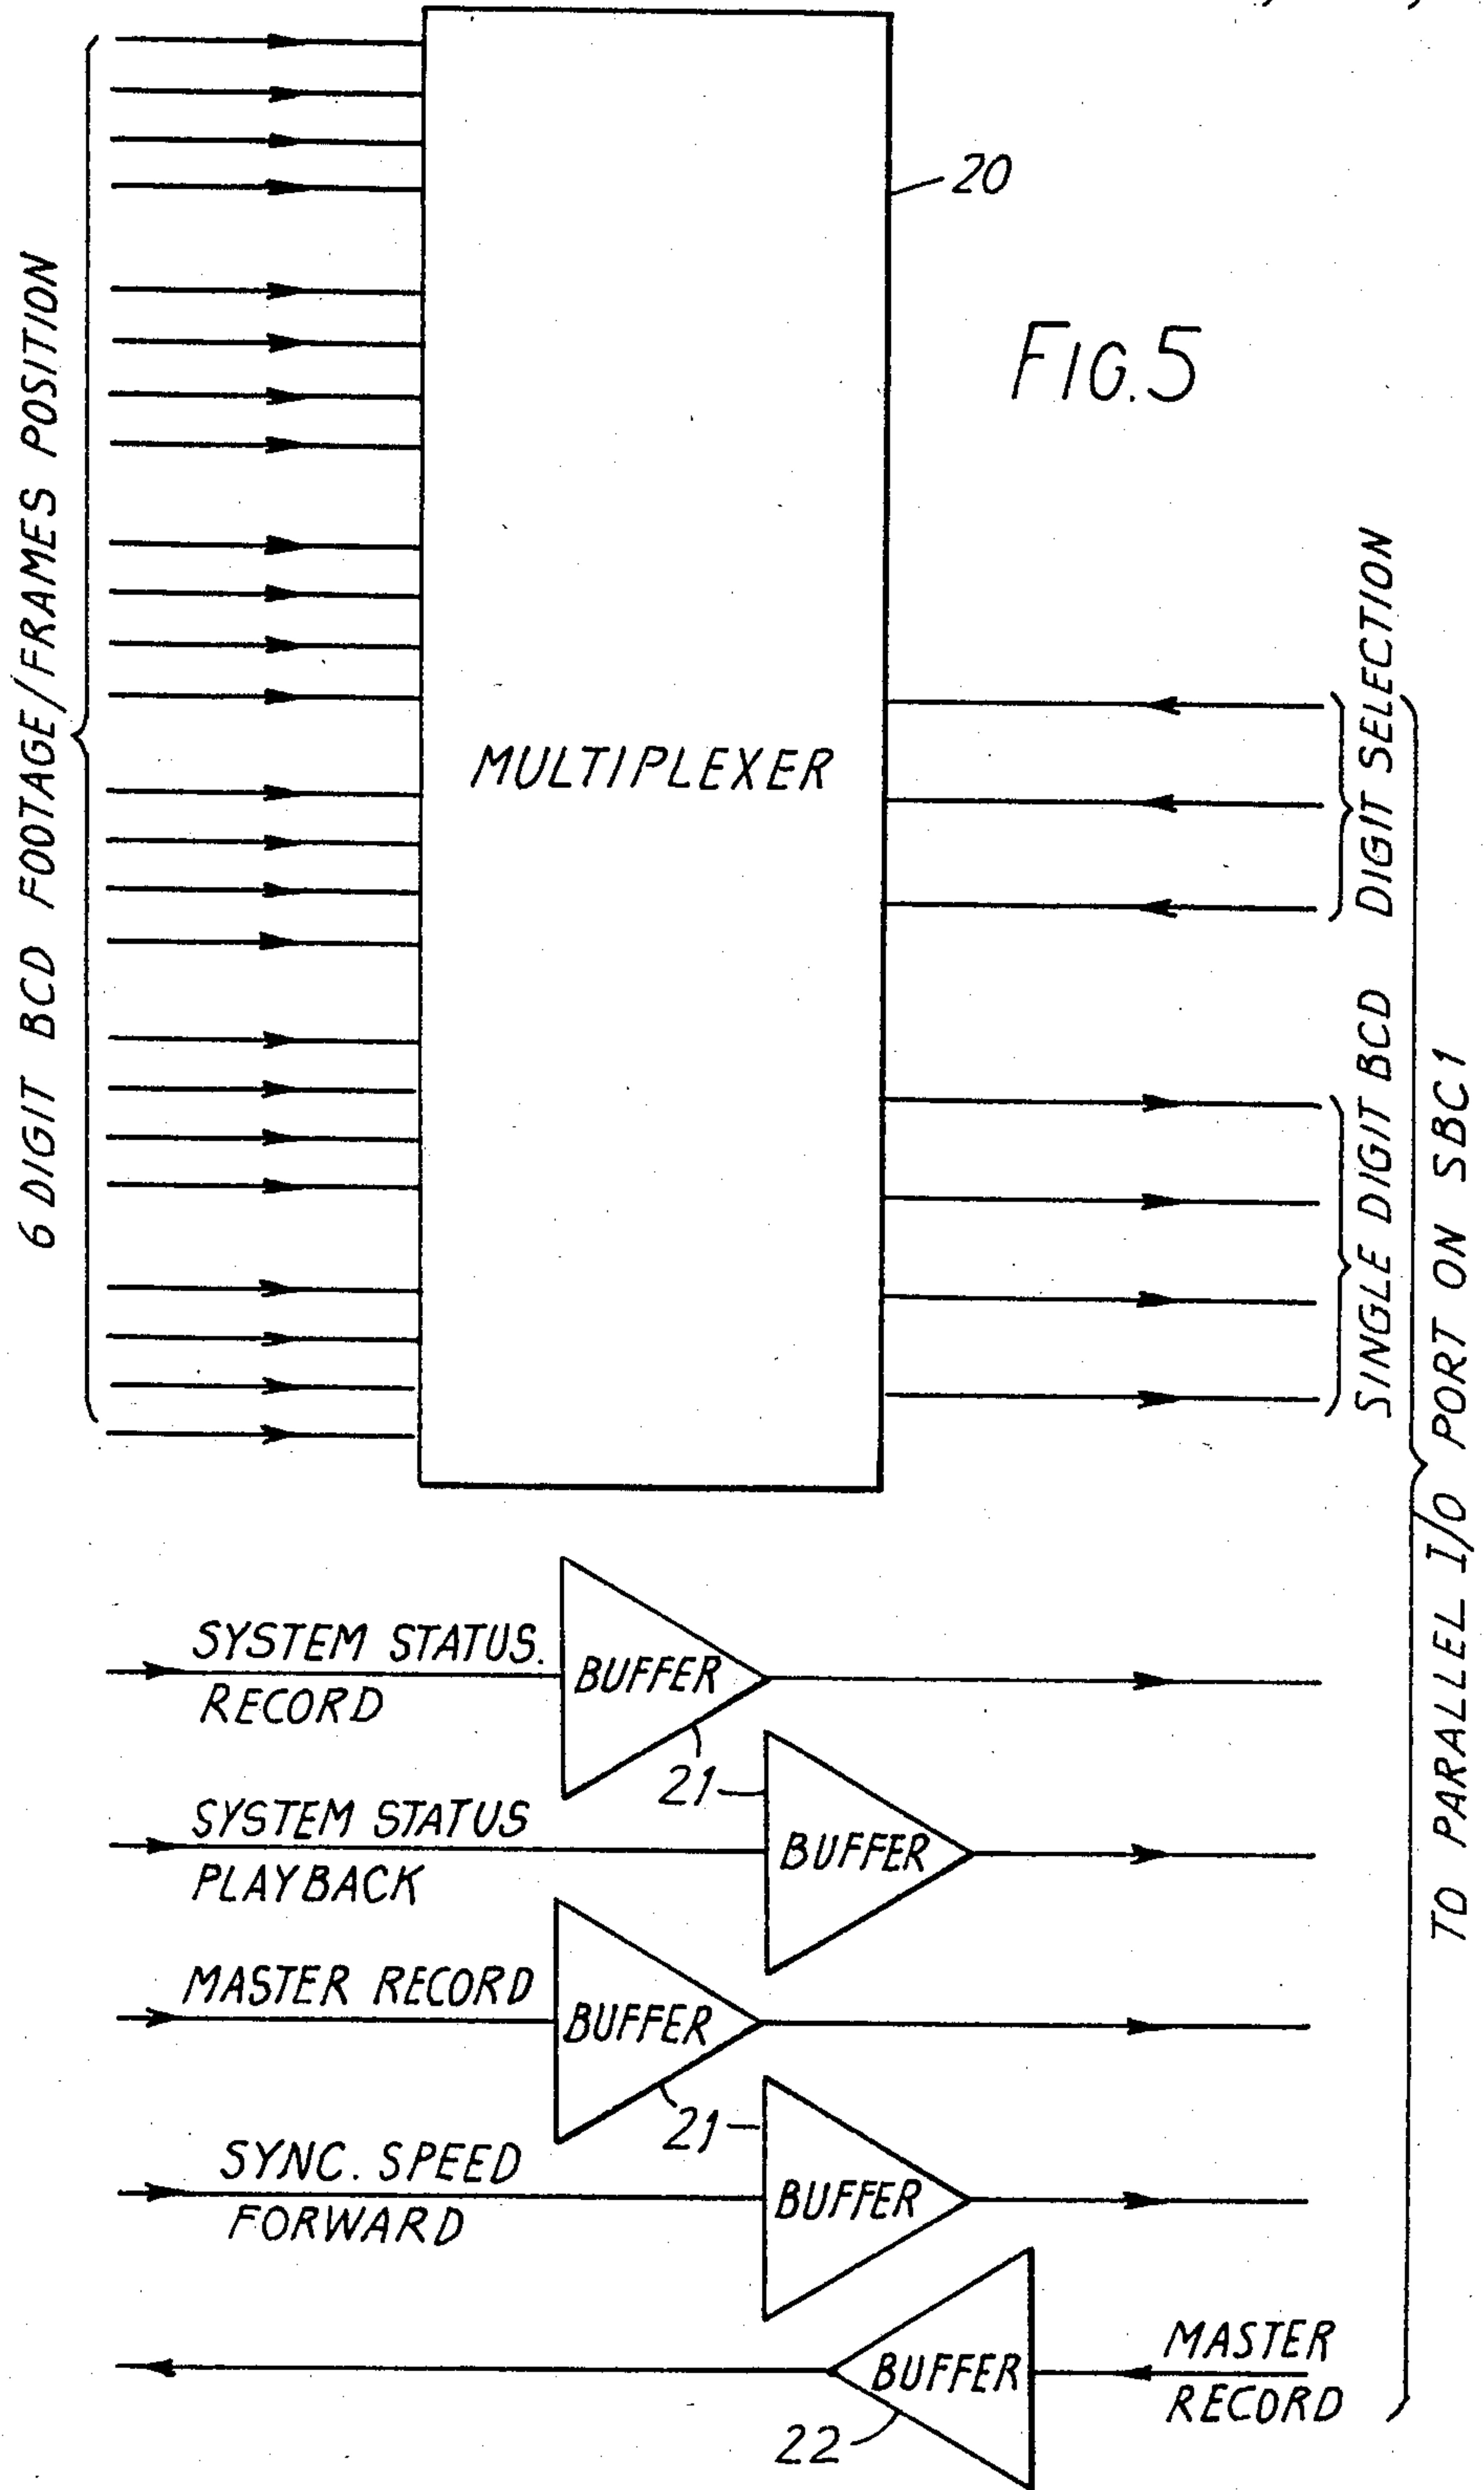 20
FIG.5
6 DIGIT BCD FOOTAGE/FRAMES POSITION
MULTIPLEXER
DIGIT SELECTION
SINGLE DIGIT BCD
TO PARALLEL I/O PORT ON SBC1
SYSTEM STATUS.
RECORD
BUFFER
21
SYSTEM STATUS
PLAYBACK
BUFFER
MASTER RECORD
BUFFER
21
SYNC. SPEED
FORWARD
BUFFER
BUFFER
MASTER
RECORD
22